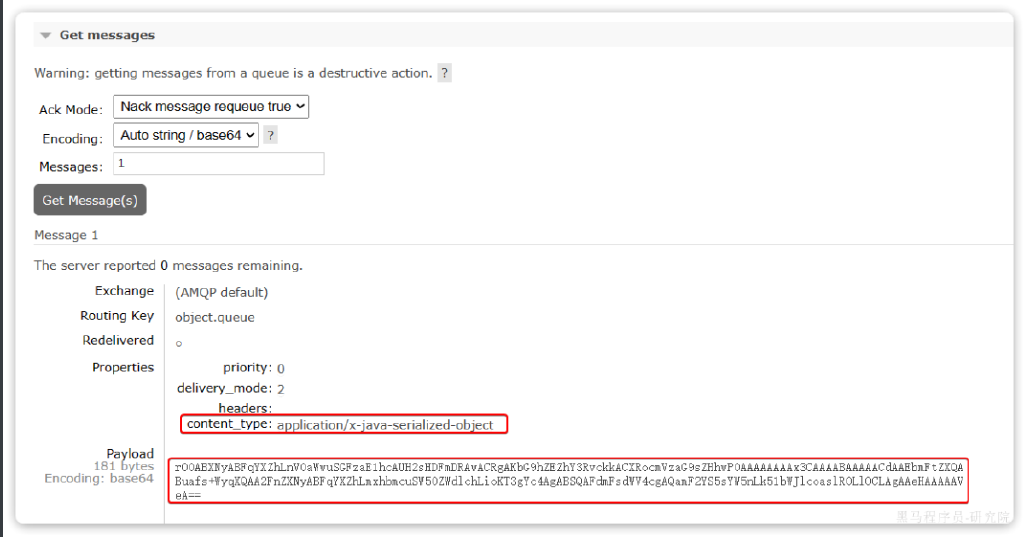 Get messages
Warning: getting messages from a queue is a destructive action. ?
Ack Mode: Nack message requeue true
Encoding: Auto string / base64 ?
Messages: 1
Get Message(s)
Message 1
The server reported 0 messages remaining.
Exchange (AMQP default)
Routing Key object.queue
Redelivered ○
Properties priority: 0
delivery_mode: 2
headers:
content_type: application/x-java-serialized-object
Payload
181 bytes
Encoding: base64
黑马程序员-研究院